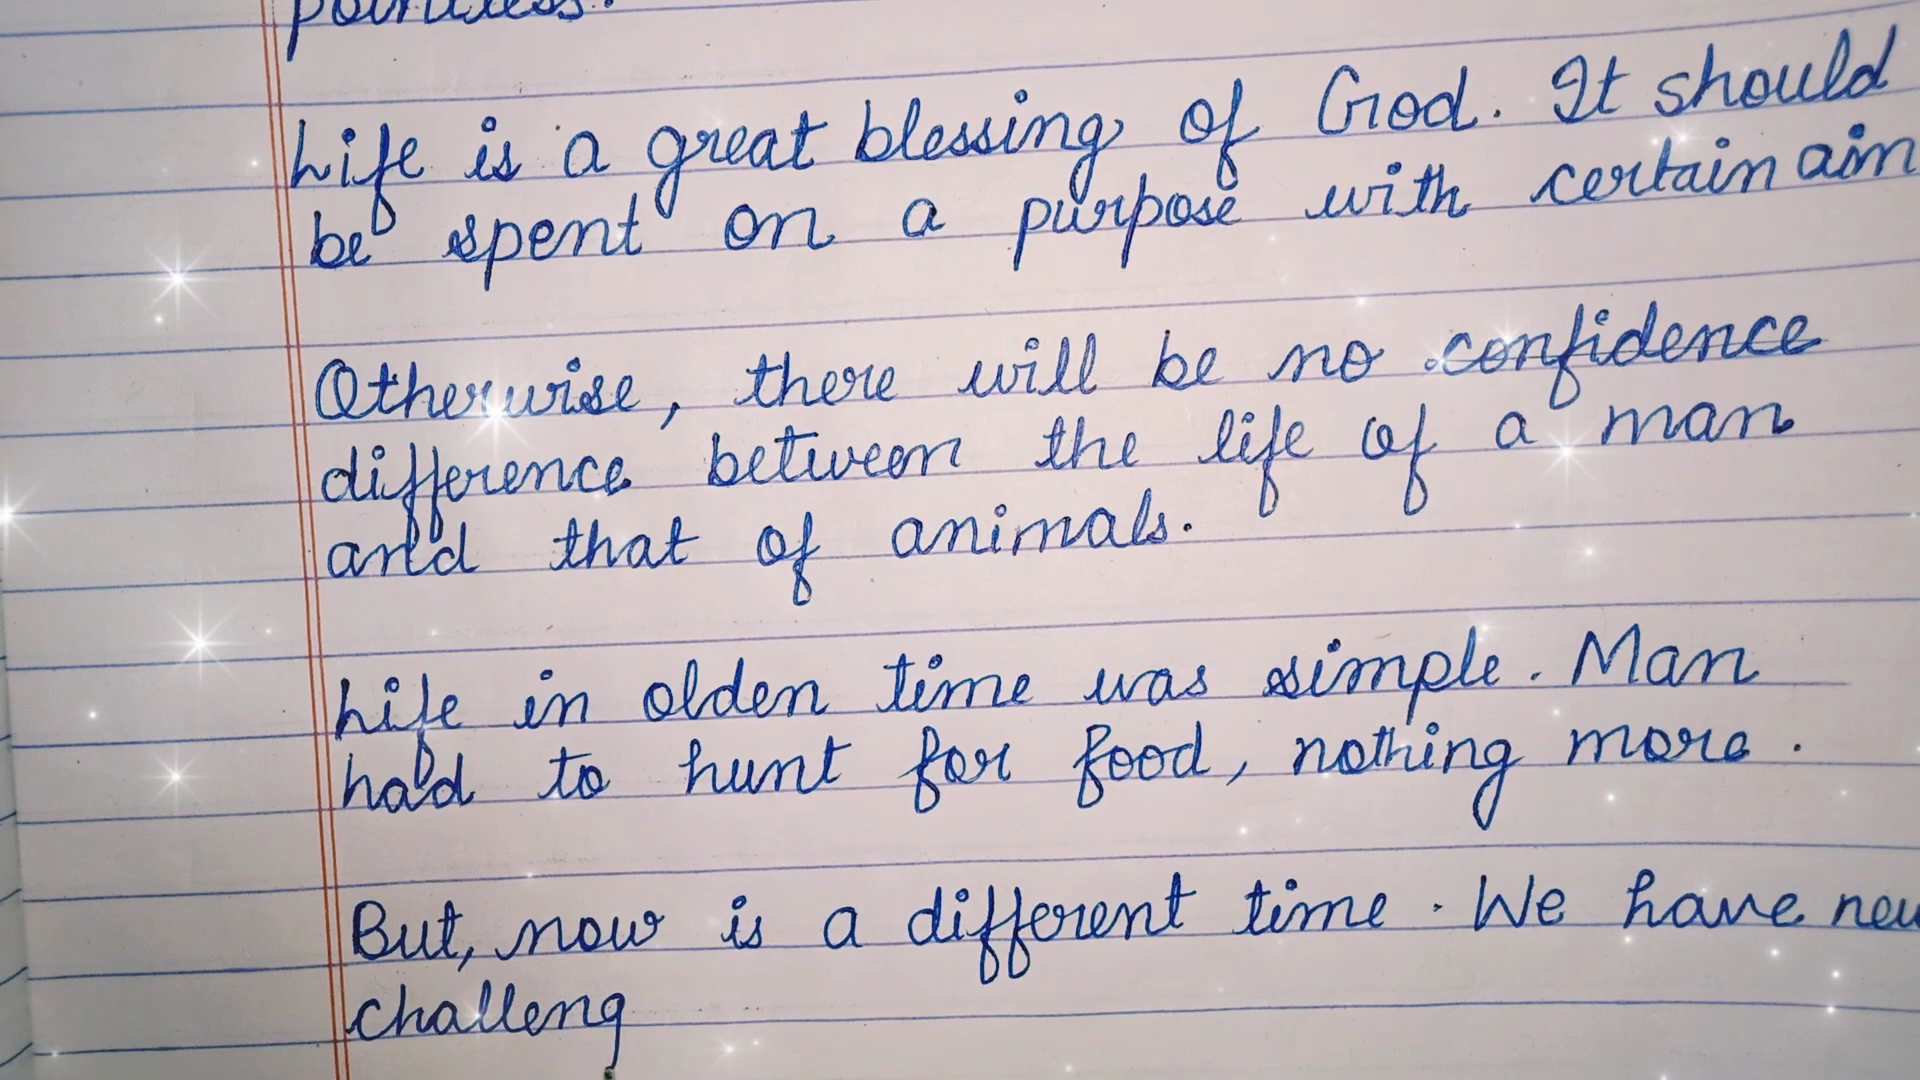 Life is a great blessing of God. It should
be spent on a purpose with certain aim
Otherwise, there will be no confidence
difference between the life of a man
and that of animals.
Life in olden time was simple. Man
had to hunt for food, nothing more.
But, now is a different time. We have new
challeng